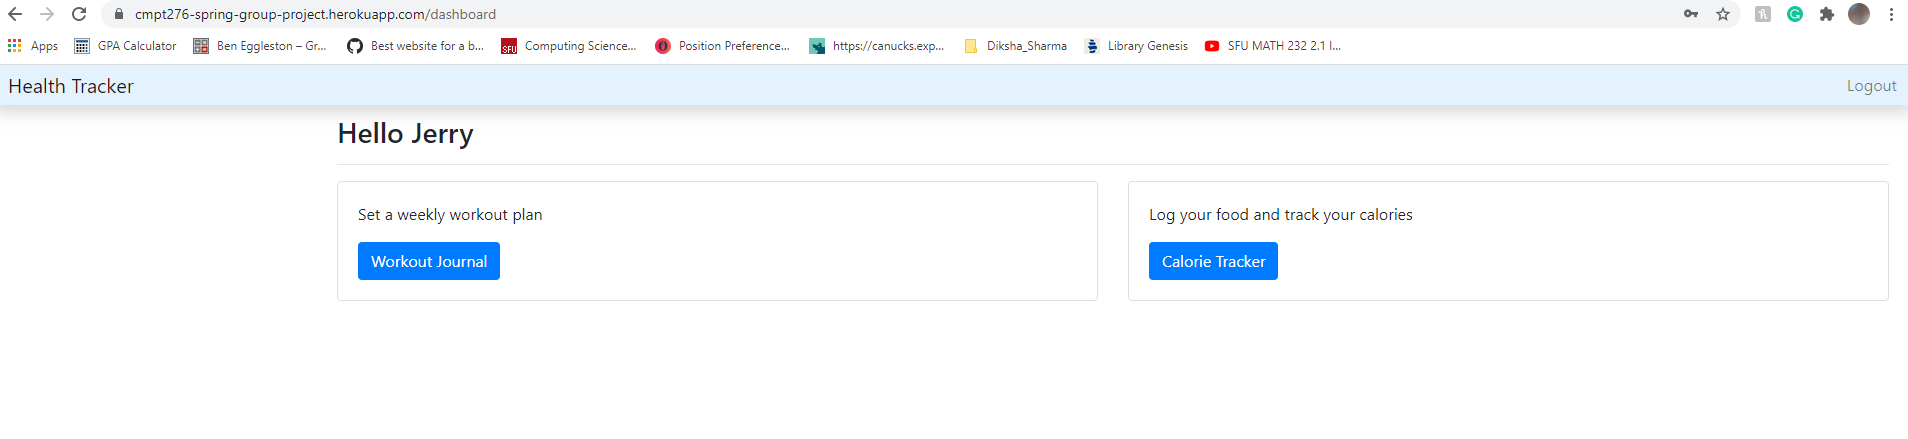 cmpt276-spring-group-project.herokuapp.com/dashboard
Apps GPA Calculator Ben Eggleston – Gr... Best website for a b... SFU Computing Science... Position Preference... https://canucks.exp... Diksha_Sharma Library Genesis SFU MATH 232 2.1 I...
Health Tracker Logout
Hello Jerry
Set a weekly workout plan
Workout Journal
Log your food and track your calories
Calorie Tracker